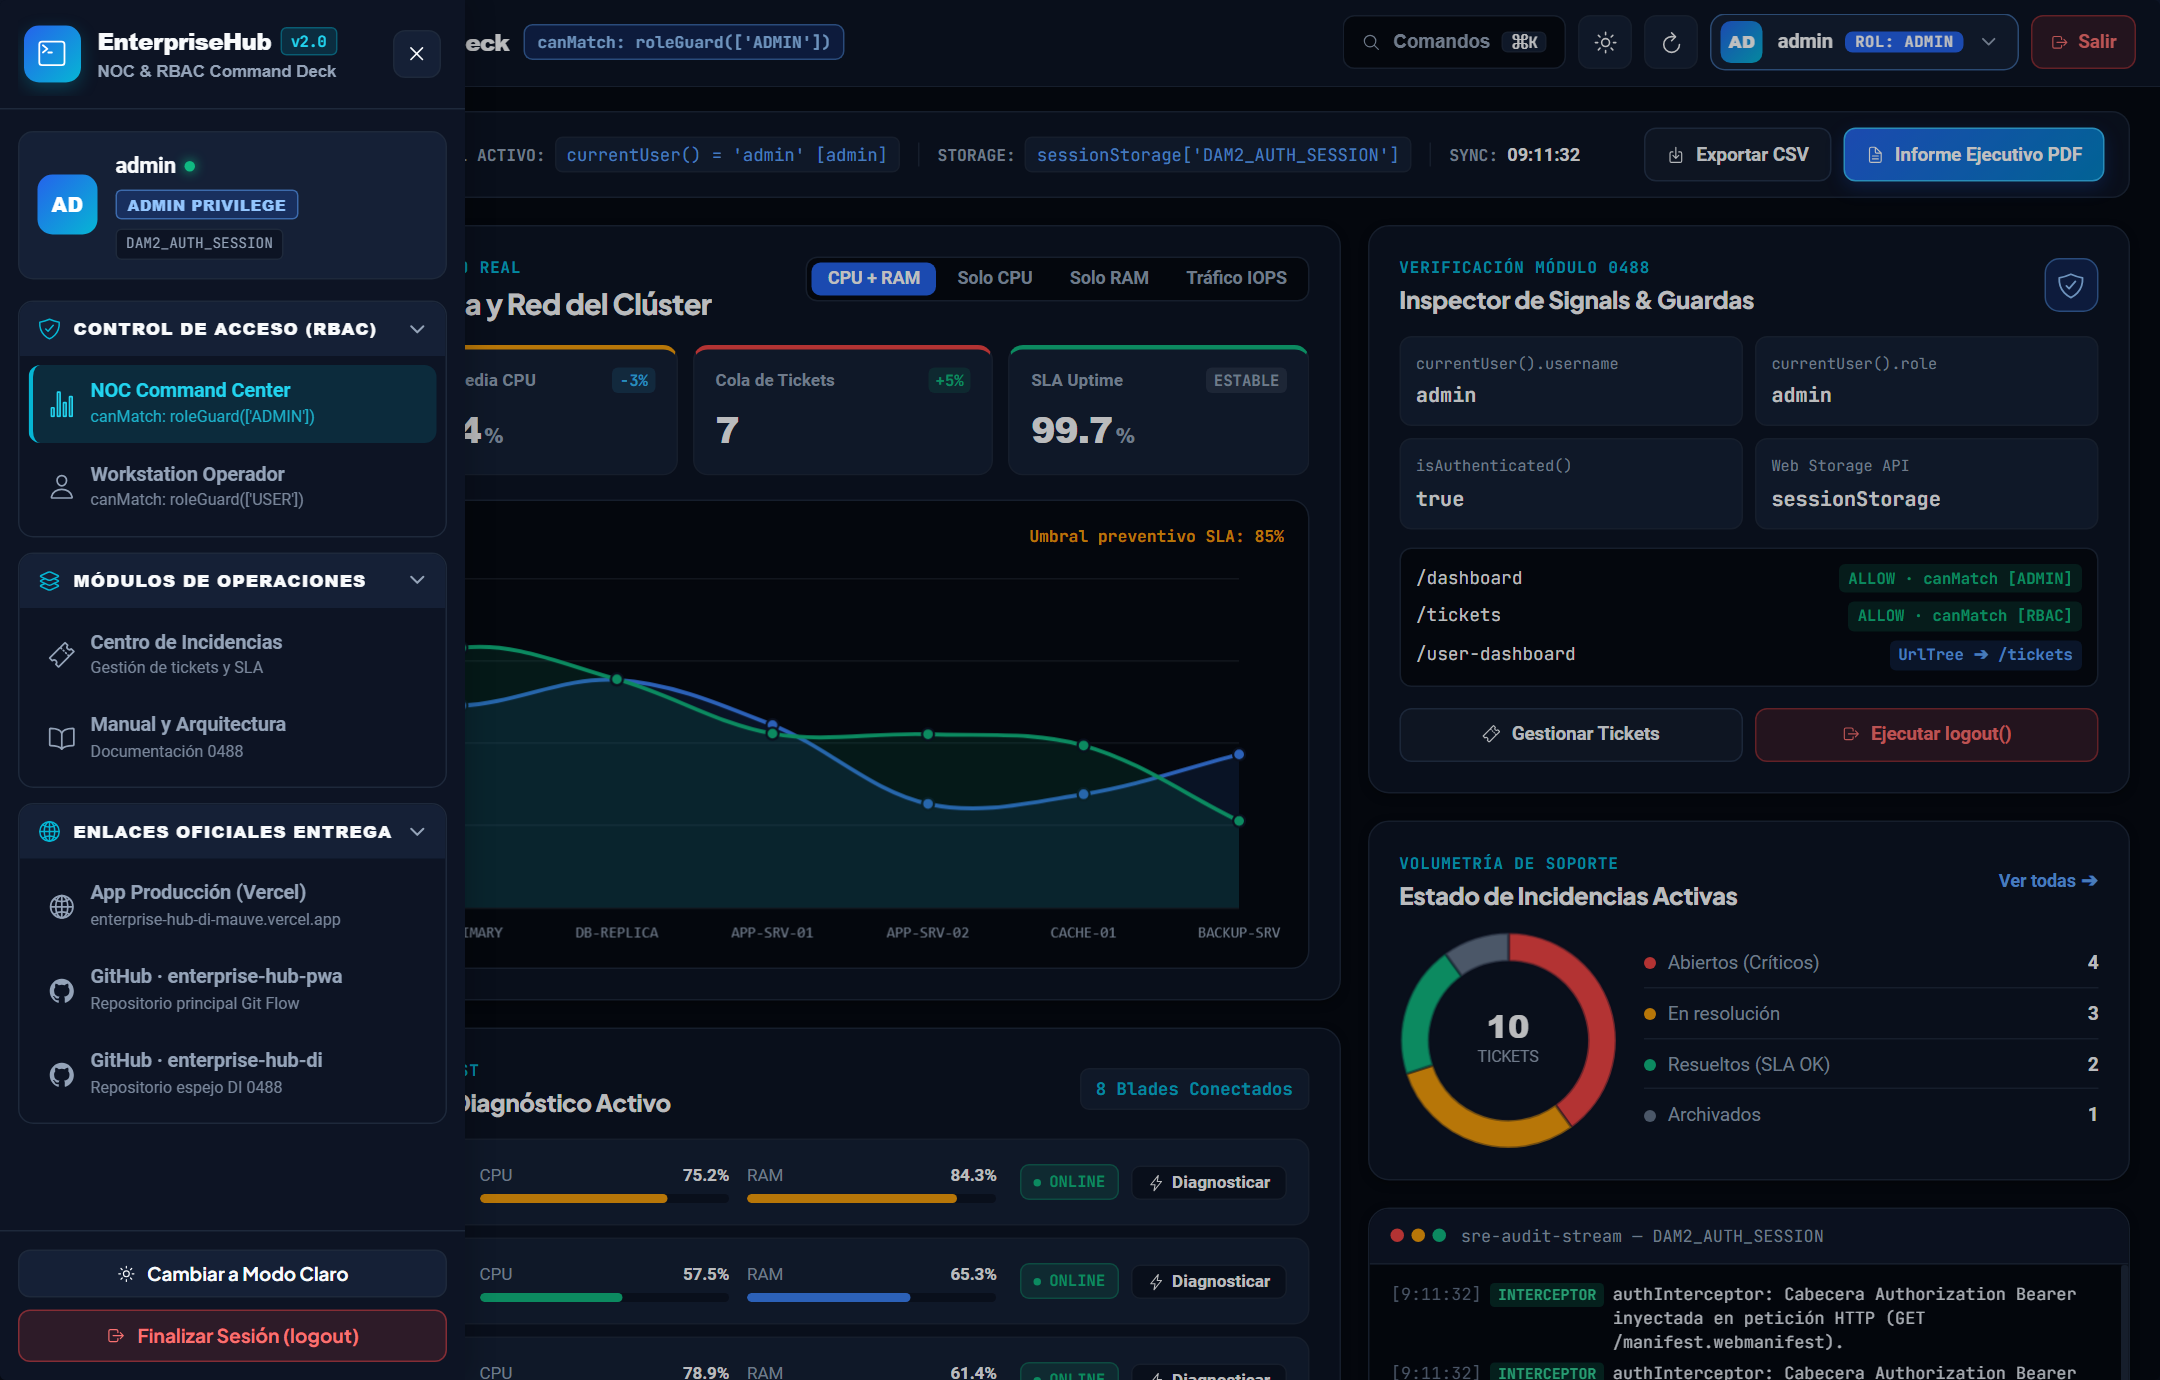 EnterpriseHub v2.0
NOC & RBAC Command Deck
admin
AD
ADMIN PRIVILEGE
DAM2_AUTH_SESSION
CONTROL DE ACCESO (RBAC)
NOC Command Center
canMatch: roleGuard(['ADMIN'])
Workstation Operador
canMatch: roleGuard(['USER'])
MÓDULOS DE OPERACIONES
Centro de Incidencias
Gestión de tickets y SLA
Manual y Arquitectura
Documentación 0488
ENLACES OFICIALES ENTREGA
App Producción (Vercel)
enterprise-hub-di-mauve.vercel.app
GitHub · enterprise-hub-pwa
Repositorio principal Git Flow
GitHub · enterprise-hub-di
Repositorio espejo DI 0488
Cambiar a Modo Claro
Finalizar Sesión (logout)
eck canMatch: roleGuard(['ADMIN'])
Comandos ⌘K
AD admin ROL: ADMIN
Salir
ACTIVO: currentUser() = 'admin' [admin] STORAGE: sessionStorage['DAM2_AUTH_SESSION'] SYNC: 09:11:32
Exportar CSV
Informe Ejecutivo PDF
REAL
a y Red del Clúster
CPU + RAM Solo CPU Solo RAM Tráfico IOPS
edia CPU -3%
4%
Cola de Tickets +5%
7
SLA Uptime ESTABLE
99.7%
Umbral preventivo SLA: 85%
IMARY DB-REPLICA APP-SRV-01 APP-SRV-02 CACHE-01 BACKUP-SRV
ST
Diagnóstico Activo
8 Blades Conectados
CPU 75.2% RAM 84.3% ONLINE Diagnosticar
CPU 57.5% RAM 65.3% ONLINE Diagnosticar
CPU 78.9% RAM 61.4% ONLINE Diagnosticar
VERIFICACIÓN MÓDULO 0488
Inspector de Signals & Guardas
currentUser().username
admin
currentUser().role
admin
isAuthenticated()
true
Web Storage API
sessionStorage
/dashboard ALLOW · canMatch [ADMIN]
/tickets ALLOW · canMatch [RBAC]
/user-dashboard UrlTree ➔ /tickets
Gestionar Tickets
Ejecutar logout()
VOLUMETRÍA DE SOPORTE
Estado de Incidencias Activas
Ver todas ➔
10
TICKETS
Abiertos (Críticos) 4
En resolución 3
Resueltos (SLA OK) 2
Archivados 1
sre-audit-stream — DAM2_AUTH_SESSION
[9:11:32] INTERCEPTOR authInterceptor: Cabecera Authorization Bearer
inyectada en petición HTTP (GET
/manifest.webmanifest).
[9:11:32] INTERCEPTOR authInterceptor: Cabecera Authorization Bearer